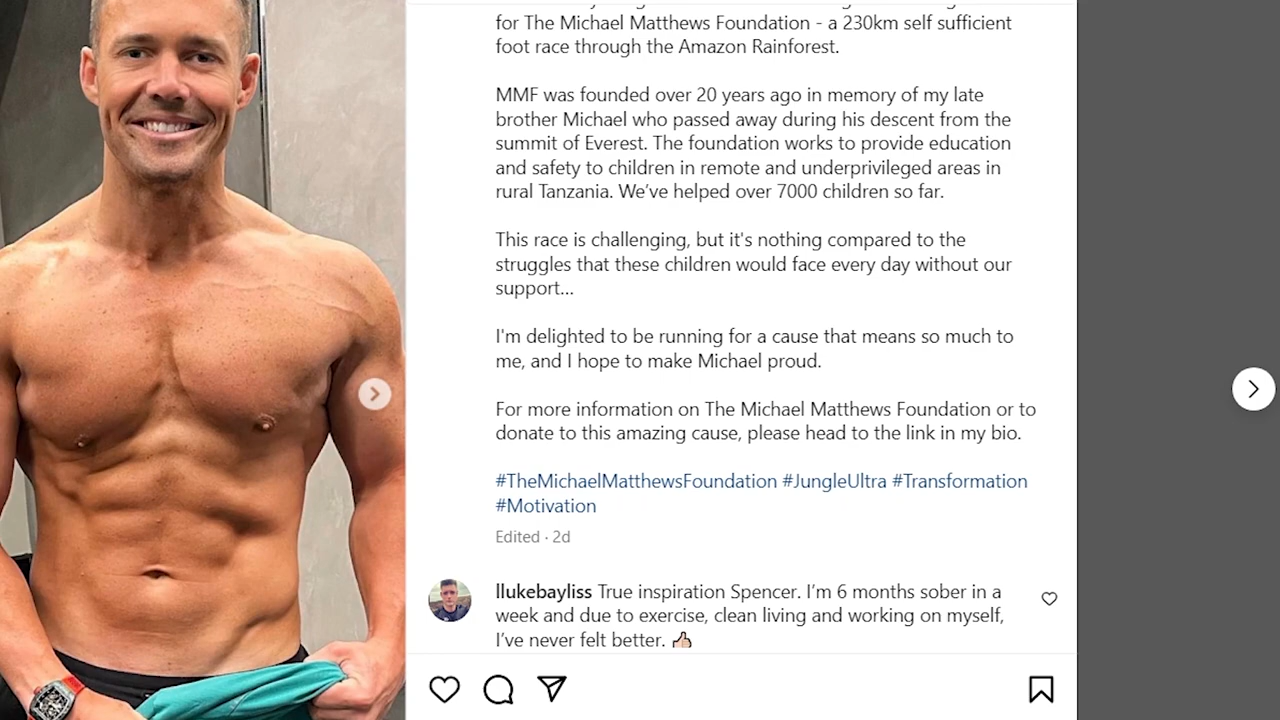 for The Michael Matthews Foundation - a 230km self sufficient
foot race through the Amazon Rainforest.
MMF was founded over 20 years ago in memory of my late
brother Michael who passed away during his descent from the
summit of Everest. The foundation works to provide education
and safety to children in remote and underprivileged areas in
rural Tanzania. We’ve helped over 7000 children so far.
This race is challenging, but it's nothing compared to the
struggles that these children would face every day without our
support...
I'm delighted to be running for a cause that means so much to
me, and I hope to make Michael proud.
For more information on The Michael Matthews Foundation or to
donate to this amazing cause, please head to the link in my bio.
#TheMichaelMatthewsFoundation #JungleUltra #Transformation
#Motivation
Edited · 2d
llukebayliss True inspiration Spencer. I’m 6 months sober in a
week and due to exercise, clean living and working on myself,
I’ve never felt better. 👍🏻